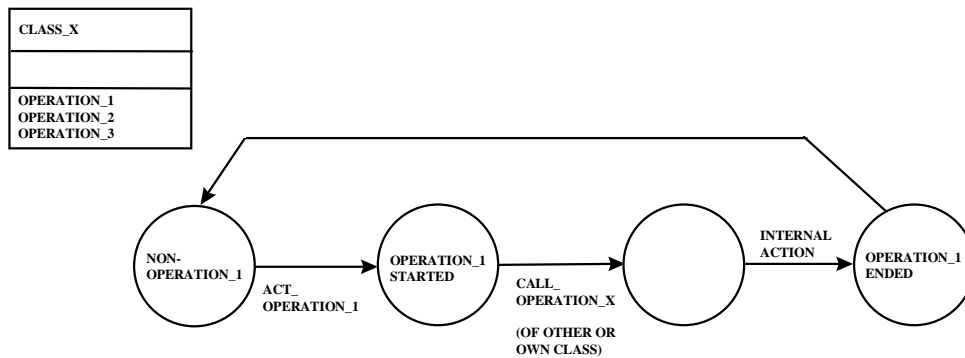 CLASS_X
OPERATION_1
OPERATION_2
OPERATION_3
NON-
OPERATION_1
ACT_
OPERATION_1
OPERATION_1
STARTED
CALL_
OPERATION_X
(OF OTHER OR
OWN CLASS)
INTERNAL
ACTION
OPERATION_1
ENDED